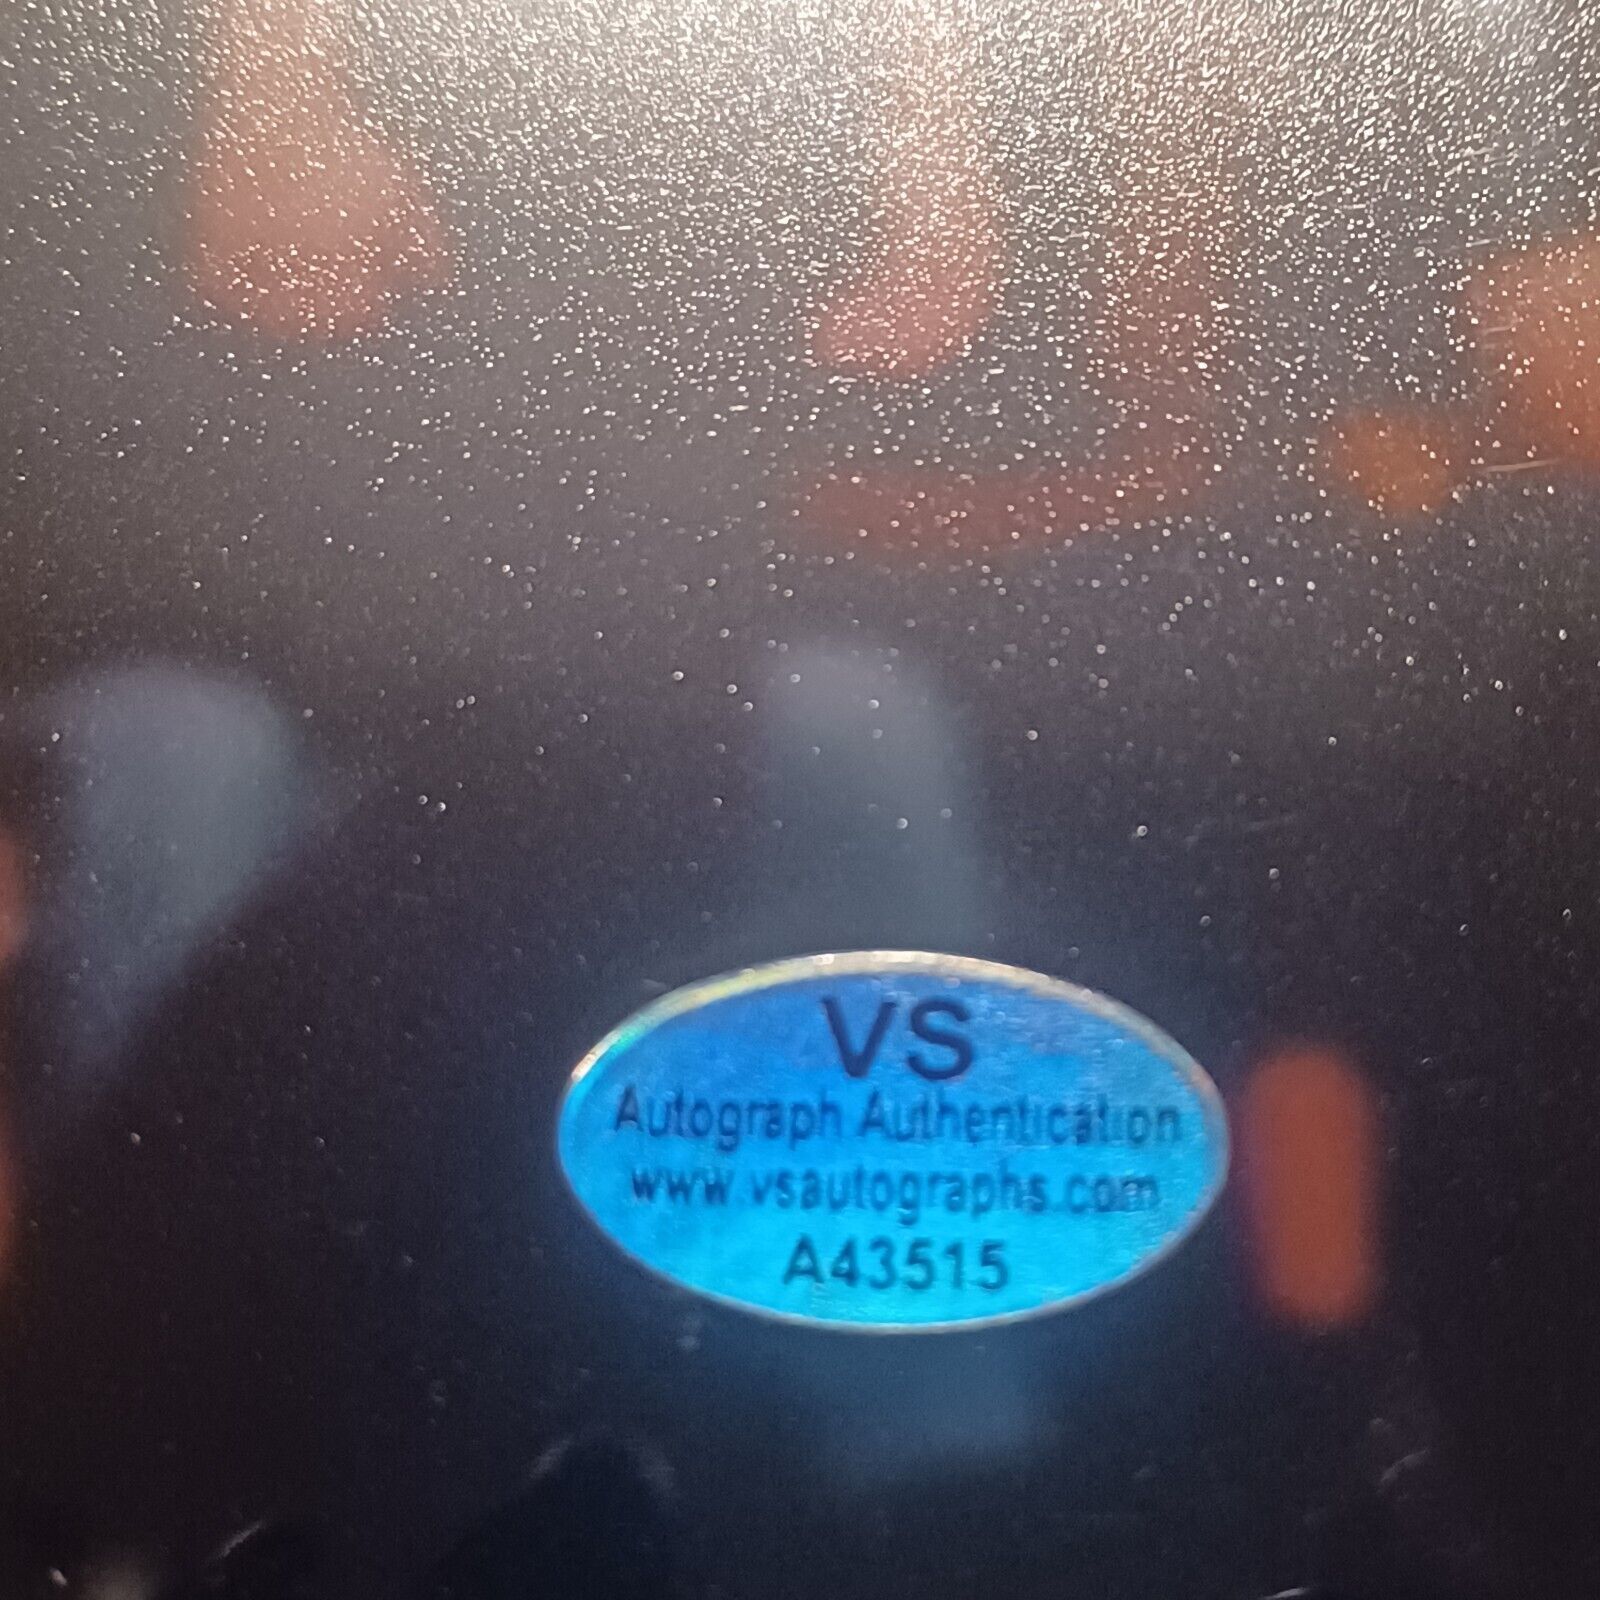 VS
Autograph Authentication
www.vsautographs.com
A43515